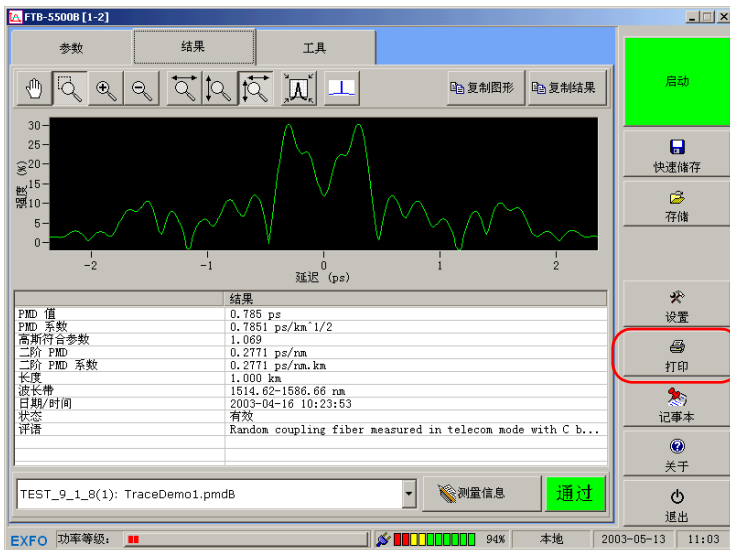 FTB-5500B [1-2]
参数
结果
工具
复制图形
复制结果
30
25
20
15
10
5
0
强度 (%)
-2
-1
0
1
2
延迟 (ps)
结果
PMD 值 0.785 ps
PMD 系数 0.7851 ps/km^1/2
高斯符合参数 1.069
二阶 PMD 0.2771 ps/nm
二阶 PMD 系数 0.2771 ps/nm.km
长度 1.000 km
波长带 1514.62-1586.66 nm
日期/时间 2003-04-16 10:23:53
状态 有效
评语 Random coupling fiber measured in telecom mode with C b...
TEST_9_1_8(1): TraceDemo1.pmdB
测量信息
通过
启动
快速储存
存储
设置
打印
记事本
关于
退出
EXFO 功率等级: 94% 本地 2003-05-13 11:03